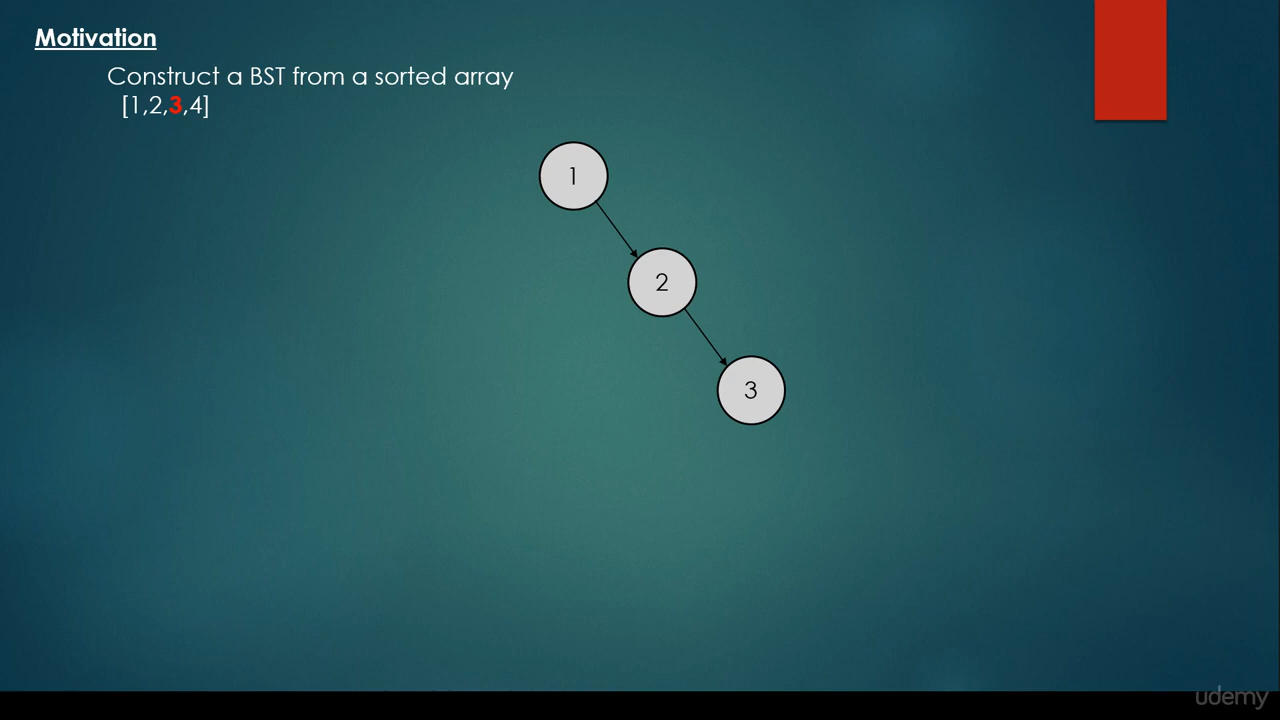 Motivation
Construct a BST from a sorted array
[1,2,3,4]
1
2
3
udemy